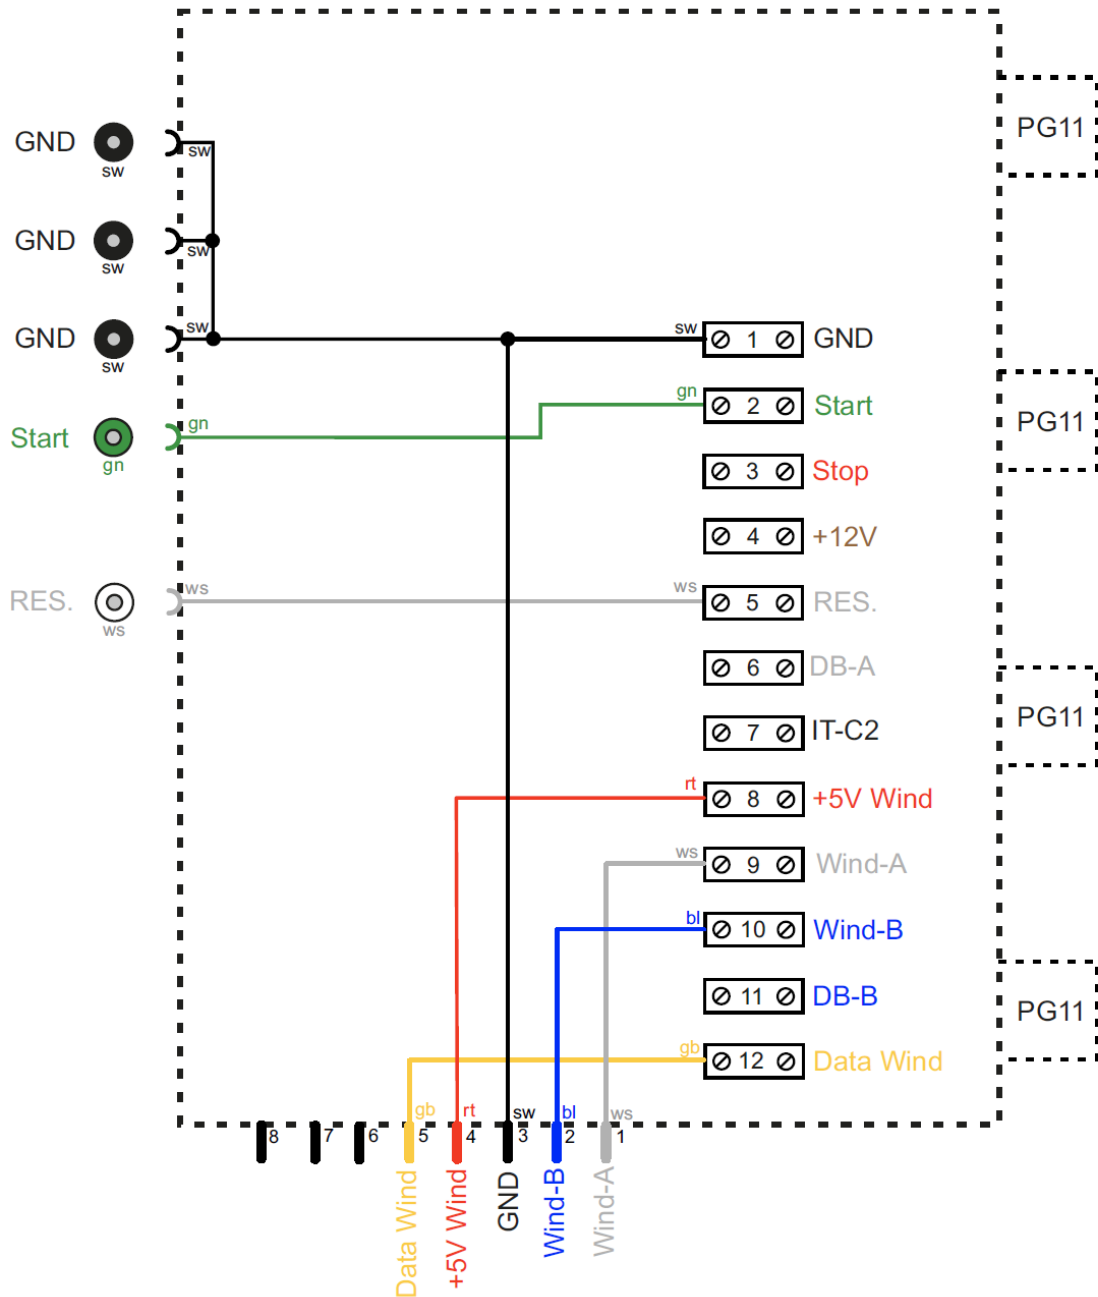 PG11
GND
sw
sw
GND
sw
sw
GND
sw
sw
sw 1 GND
gn 2 Start
PG11
Start
gn
gn
3 Stop
+12V
4
RES.
ws
ws
ws 5 RES.
6 DB-A
7 IT-C2
PG11
rt 8 +5V Wind
ws 9 Wind-A
bl 10 Wind-B
11 DB-B
PG11
gb 12 Data Wind
gb rt sw bl ws
8 7 6 5 4 3 2 1
Data Wind
+5V Wind
GND
Wind-B
Wind-A